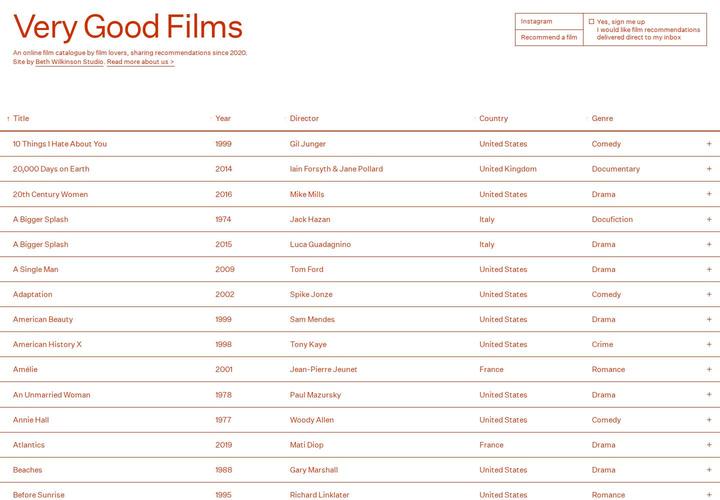 Very Good Films
An online film catalogue by film lovers, sharing recommendations since 2020.
Site by Beth Wilkinson Studio. Read more about us >
Instagram
Recommend a film
Yes, sign me up
I would like film recommendations
delivered direct to my inbox
↑ Title Year Director Country Genre
10 Things I Hate About You 1999 Gil Junger United States Comedy +
20,000 Days on Earth 2014 Iain Forsyth & Jane Pollard United Kingdom Documentary +
20th Century Women 2016 Mike Mills United States Drama +
A Bigger Splash 1974 Jack Hazan Italy Docufiction +
A Bigger Splash 2015 Luca Guadagnino Italy Drama +
A Single Man 2009 Tom Ford United States Drama +
Adaptation 2002 Spike Jonze United States Comedy +
American Beauty 1999 Sam Mendes United States Drama +
American History X 1998 Tony Kaye United States Crime +
Amélie 2001 Jean-Pierre Jeunet France Romance +
An Unmarried Woman 1978 Paul Mazursky United States Drama +
Annie Hall 1977 Woody Allen United States Comedy +
Atlantics 2019 Mati Diop France Drama +
Beaches 1988 Gary Marshall United States Drama +
Before Sunrise 1995 Richard Linklater United States Romance +